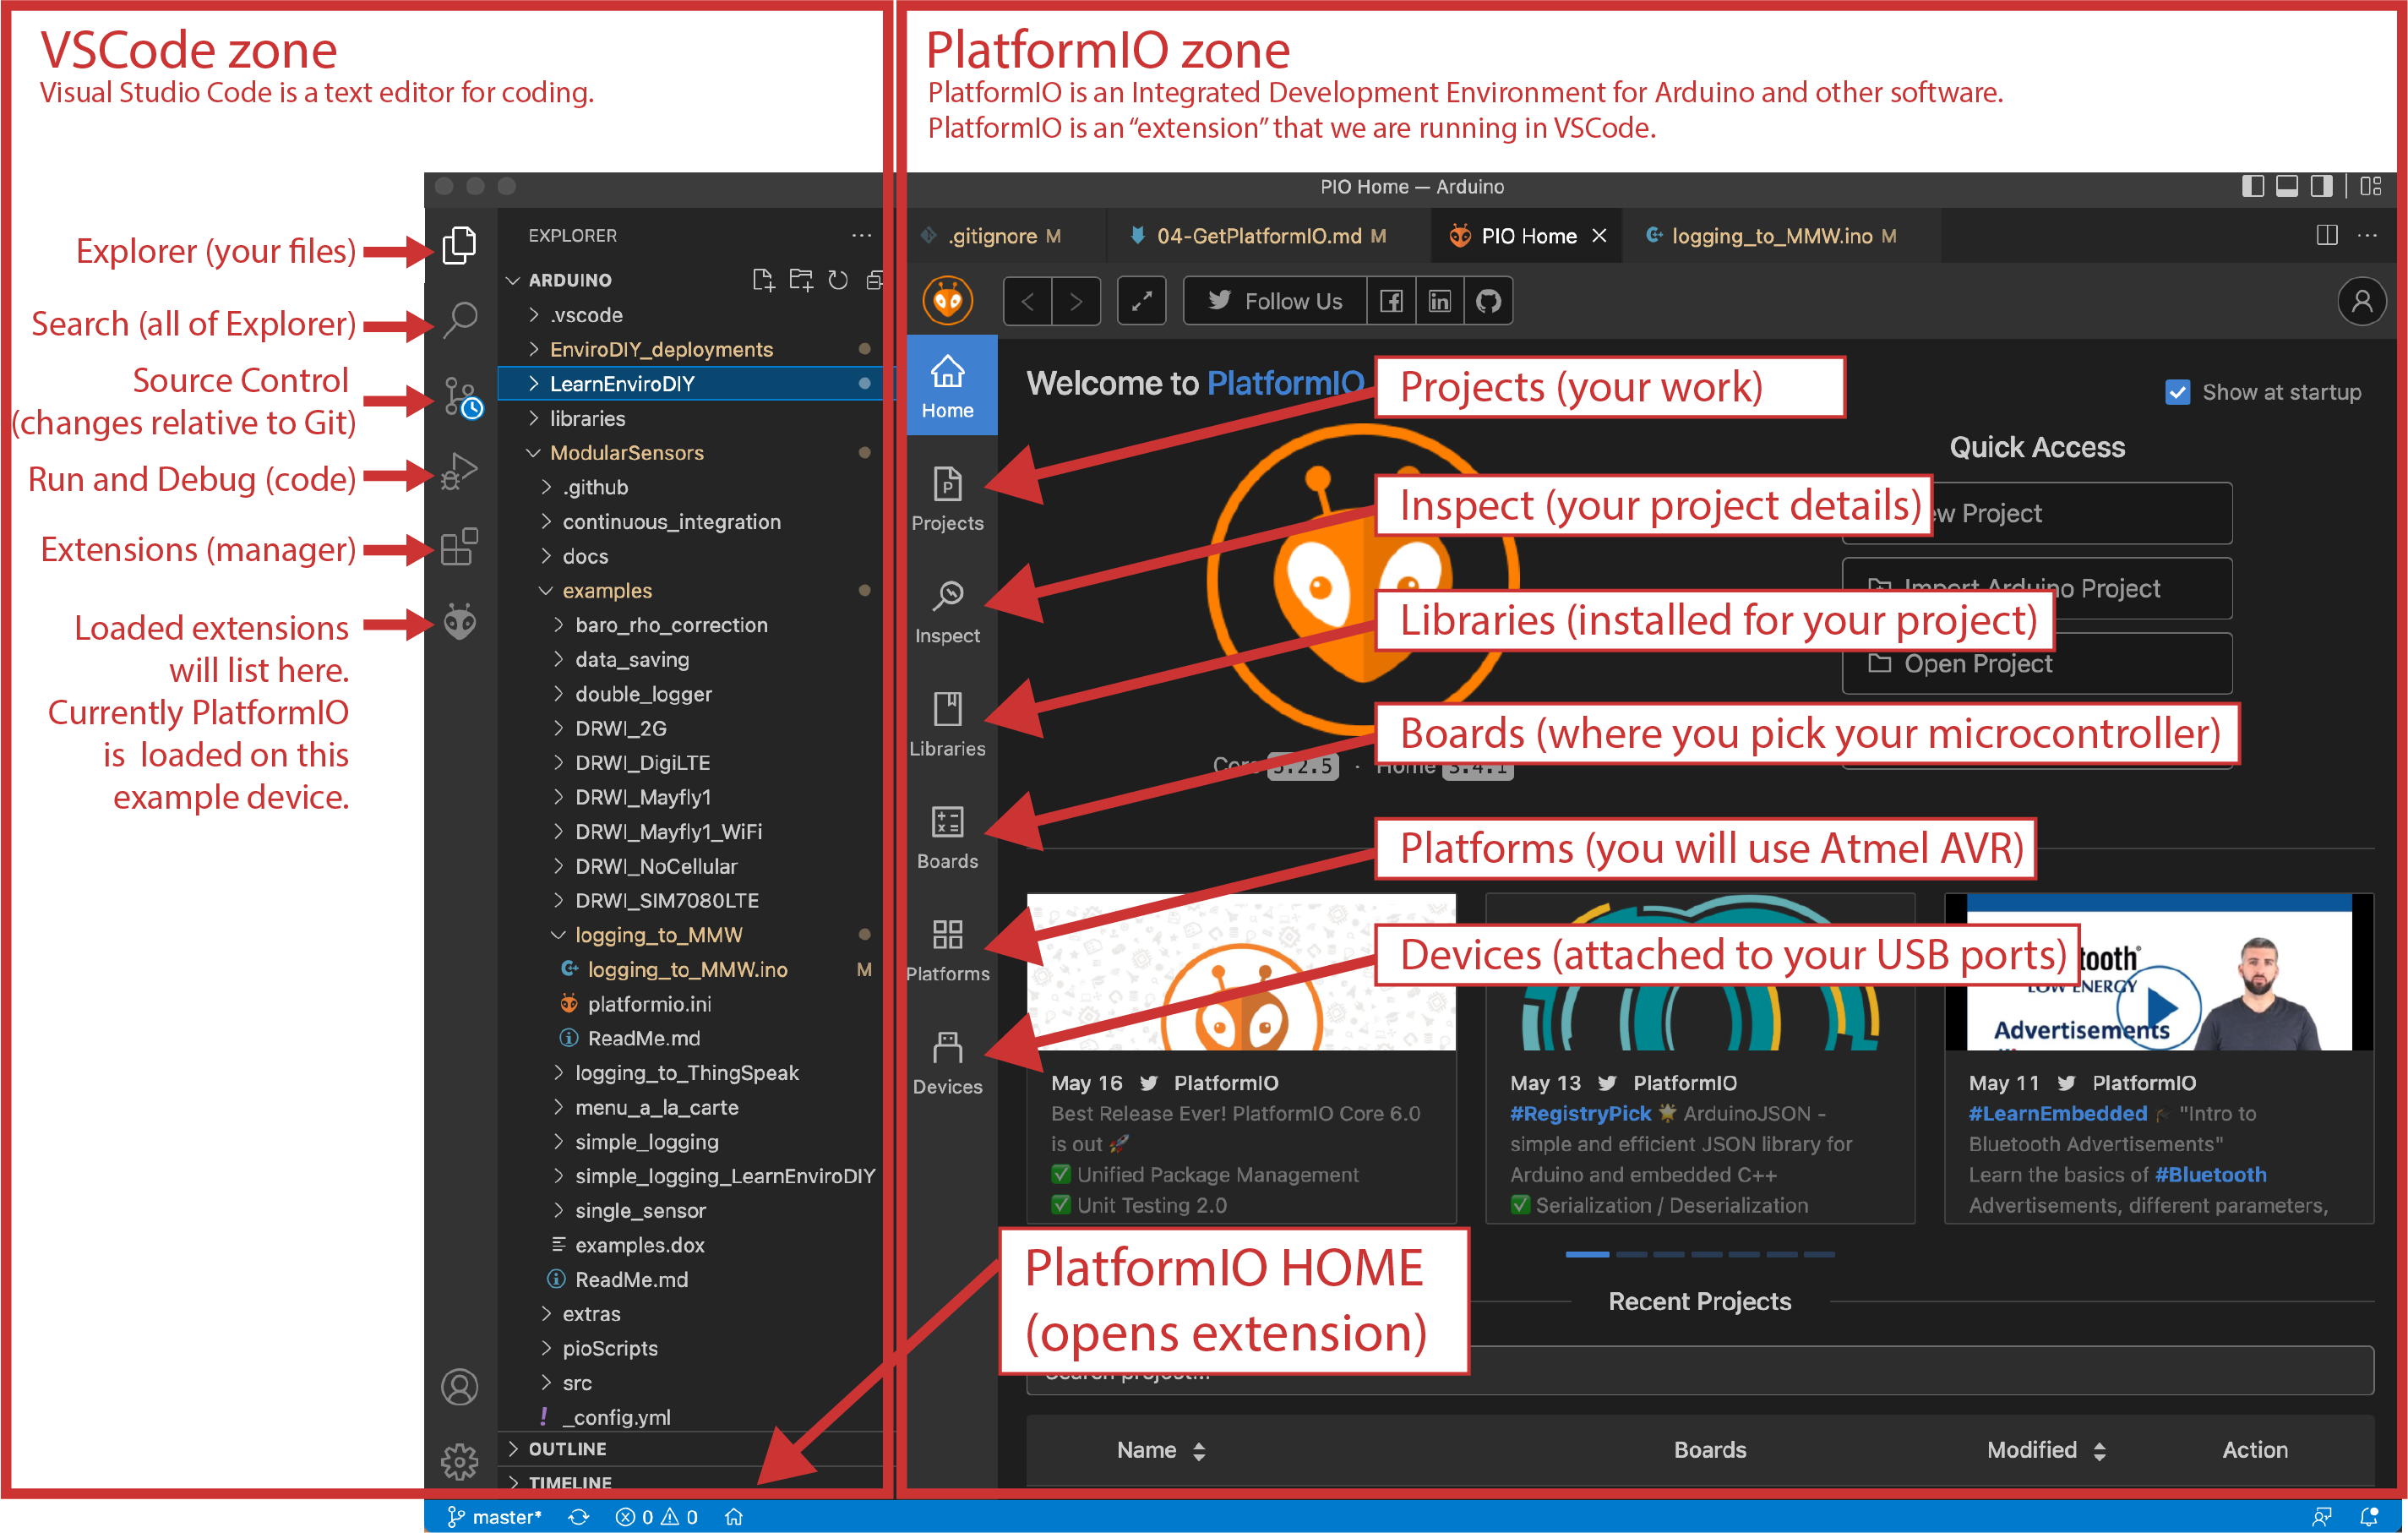 VSCode zone
Visual Studio Code is a text editor for coding.
PlatformIO zone
PlatformIO is an Integrated Development Environment for Arduino and other software.
PlatformIO is an “extension” that we are running in VSCode.
Explorer (your files)
Search (all of Explorer)
Source Control
(changes relative to Git)
Run and Debug (code)
Extensions (manager)
Loaded extensions
will list here.
Currently PlatformIO
is loaded on this
example device.
EXPLORER
ARDUINO
.vscode
EnviroDIY_deployments
LearnEnviroDIY
libraries
ModularSensors
.github
continuous_integration
docs
examples
baro_rho_correction
data_saving
double_logger
DRWI_2G
DRWI_DigiLTE
DRWI_Mayfly1
DRWI_Mayfly1_WiFi
DRWI_NoCellular
DRWI_SIM7080LTE
logging_to_MMW
logging_to_MMW.ino M
platformio.ini
ReadMe.md
logging_to_ThingSpeak
menu_a_la_carte
simple_logging
simple_logging_LearnEnviroDIY
single_sensor
examples.dox
ReadMe.md
extras
pioScripts
src
! _config.yml
OUTLINE
TIMELINE
master*
0 0
PIO Home — Arduino
.gitignore M
04-GetPlatformIO.md M
PIO Home
logging_to_MMW.ino M
Follow Us
Home
Projects
Inspect
Libraries
Boards
Platforms
Devices
Welcome to PlatformIO
Show at startup
Projects (your work)
Inspect (your project details)
Libraries (installed for your project)
Boards (where you pick your microcontroller)
Platforms (you will use Atmel AVR)
Devices (attached to your USB ports)
Quick Access
Project
Import Arduino Project
Open Project
Core 5.2.5 · Home 3.4.1
LOW ENERGY
Advertisements
May 16 PlatformIO
Best Release Ever! PlatformIO Core 6.0
is out 🚀
✅ Unified Package Management
✅ Unit Testing 2.0
May 13 PlatformIO
#RegistryPick 🌟 ArduinoJSON -
simple and efficient JSON library for
Arduino and embedded C++
✅ Serialization / Deserialization
May 11 PlatformIO
#LearnEmbedded 🎓 "Intro to
Bluetooth Advertisements"
Learn the basics of #Bluetooth
Advertisements, different parameters,
PlatformIO HOME
(opens extension)
Recent Projects
Search project...
Name
Boards
Modified
Action